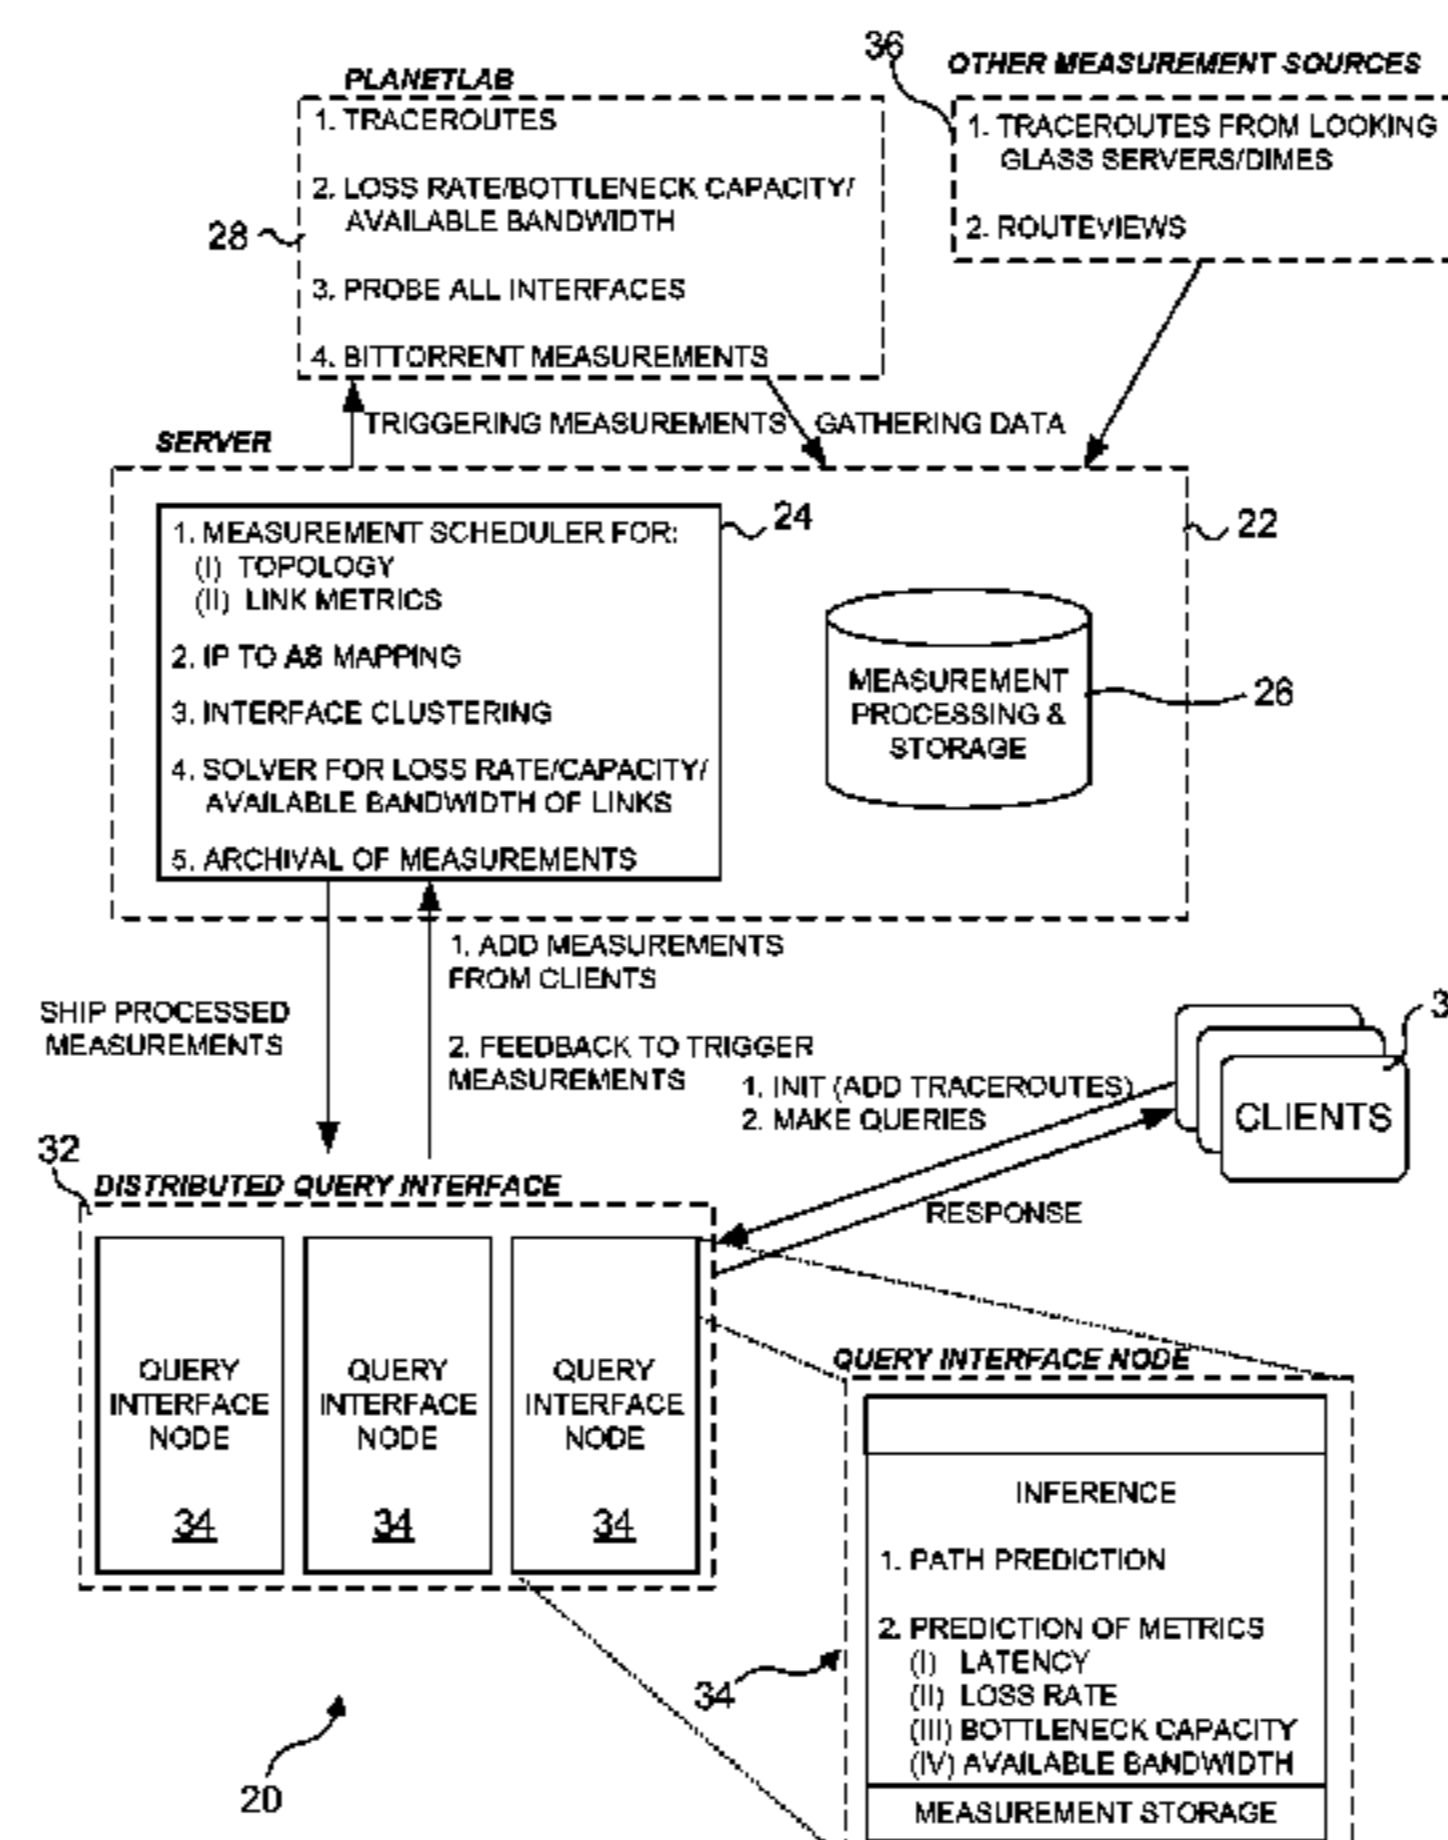 36
OTHER MEASUREMENT SOURCES
PLANETLAB
1. TRACEROUTES
2. LOSS RATE/BOTTLENECK CAPACITY/
AVAILABLE BANDWIDTH
3. PROBE ALL INTERFACES
4. BITTORRENT MEASUREMENTS
28
1. TRACEROUTES FROM LOOKING
GLASS SERVERS/DIMES
2. ROUTEVIEWS
TRIGGERING MEASUREMENTS
GATHERING DATA
SERVER
1. MEASUREMENT SCHEDULER FOR:
(I) TOPOLOGY
(II) LINK METRICS
2. IP TO AS MAPPING
3. INTERFACE CLUSTERING
4. SOLVER FOR LOSS RATE/CAPACITY/
AVAILABLE BANDWIDTH OF LINKS
5. ARCHIVAL OF MEASUREMENTS
24
22
MEASUREMENT
PROCESSING &
STORAGE
26
SHIP PROCESSED
MEASUREMENTS
1. ADD MEASUREMENTS
FROM CLIENTS
2. FEEDBACK TO TRIGGER
MEASUREMENTS
1. INIT (ADD TRACEROUTES)
2. MAKE QUERIES
CLIENTS
RESPONSE
32
DISTRIBUTED QUERY INTERFACE
QUERY
INTERFACE
NODE
34
QUERY
INTERFACE
NODE
34
QUERY
INTERFACE
NODE
34
QUERY INTERFACE NODE
INFERENCE
1. PATH PREDICTION
2. PREDICTION OF METRICS
(I) LATENCY
(II) LOSS RATE
(III) BOTTLENECK CAPACITY
(IV) AVAILABLE BANDWIDTH
MEASUREMENT STORAGE
34
20